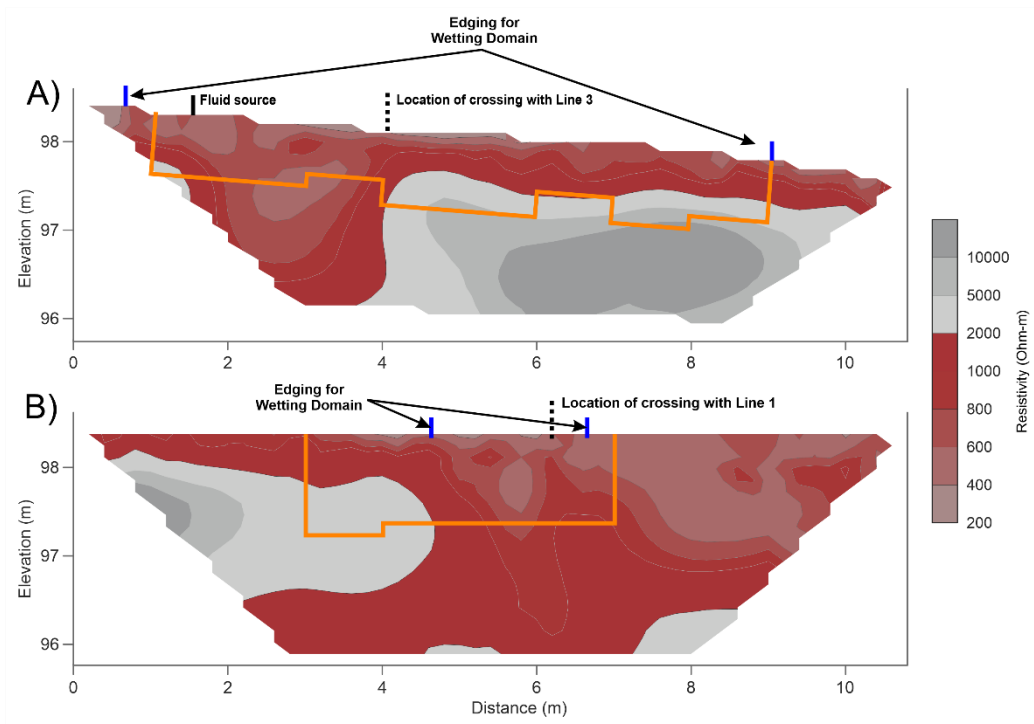 Edging for
Wetting Domain
A)
Fluid source
Location of crossing with Line 3
98
97
96
Elevation (m)
0
2
4
6
8
10
10000
5000
2000
1000
800
600
400
200
Resistivity (Ohm-m)
B)
Edging for
Wetting Domain
Location of crossing with Line 1
98
97
96
Elevation (m)
0
2
4
6
8
10
Distance (m)